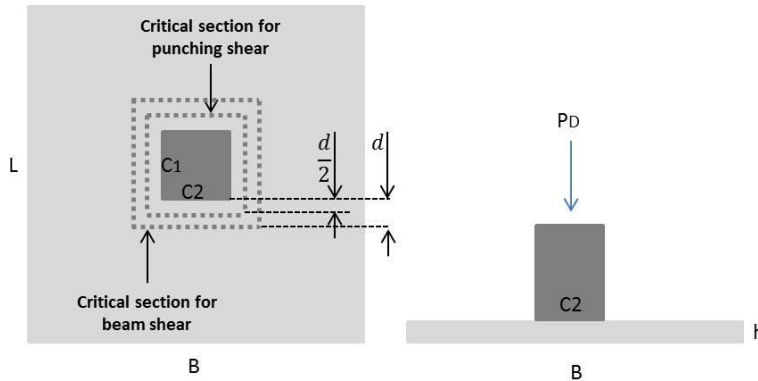 Critical section for
punching shear
C1
C2
d
2
d
L
Critical section for
beam shear
B
PD
C2
h
B